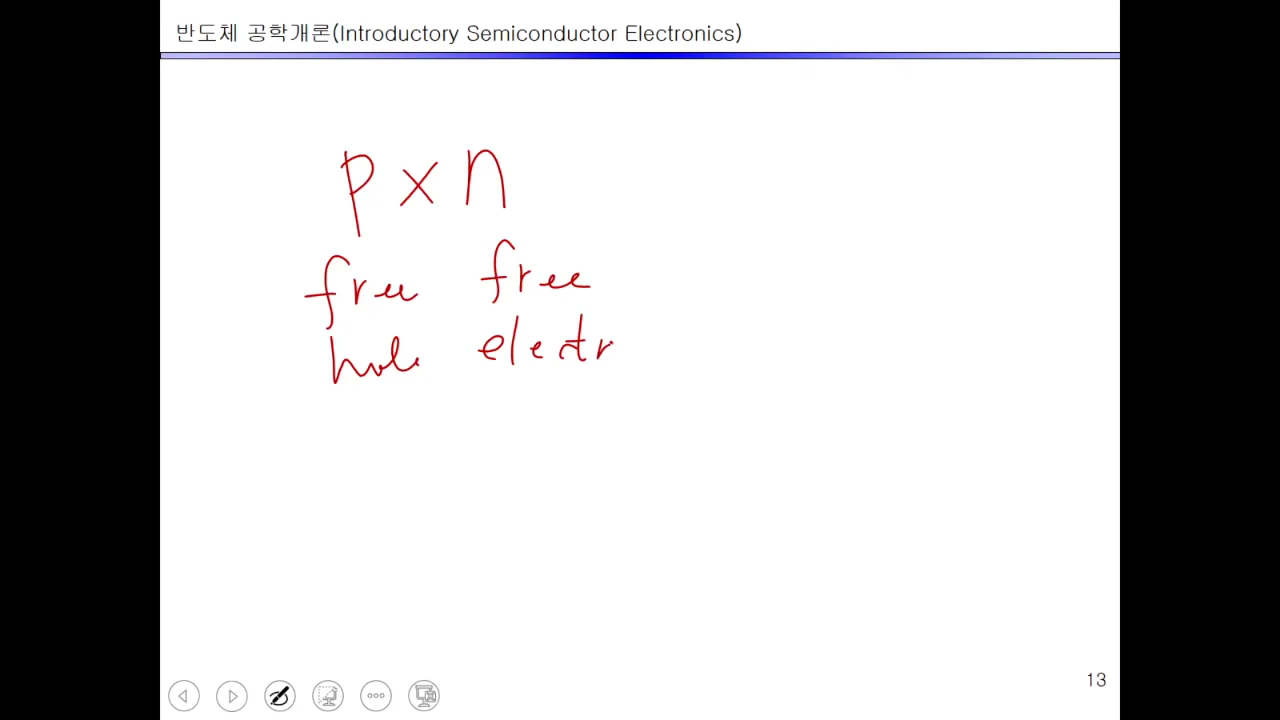 반도체 공학개론(Introductory Semiconductor Electronics)
p × n
free free
hole electr
13